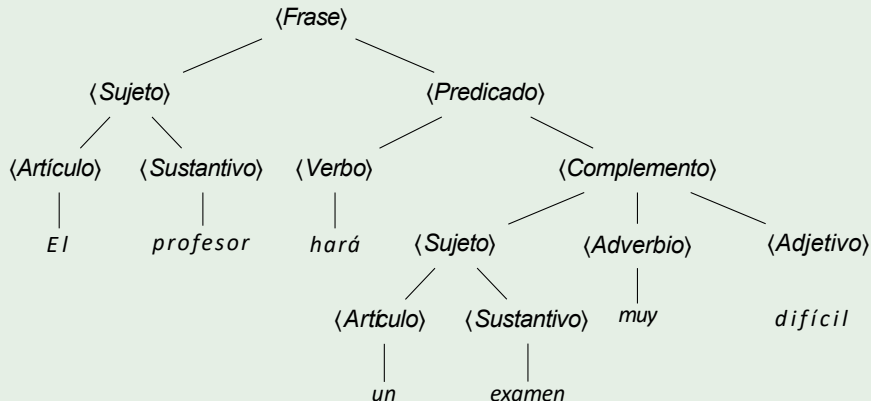 ⟨Frase⟩
⟨Sujeto⟩ ⟨Predicado⟩
⟨Artículo⟩ ⟨Sustantivo⟩ ⟨Verbo⟩ ⟨Complemento⟩
El profesor hará ⟨Sujeto⟩ ⟨Adverbio⟩ ⟨Adjetivo⟩
⟨Artículo⟩ ⟨Sustantivo⟩ muy difícil
un examen